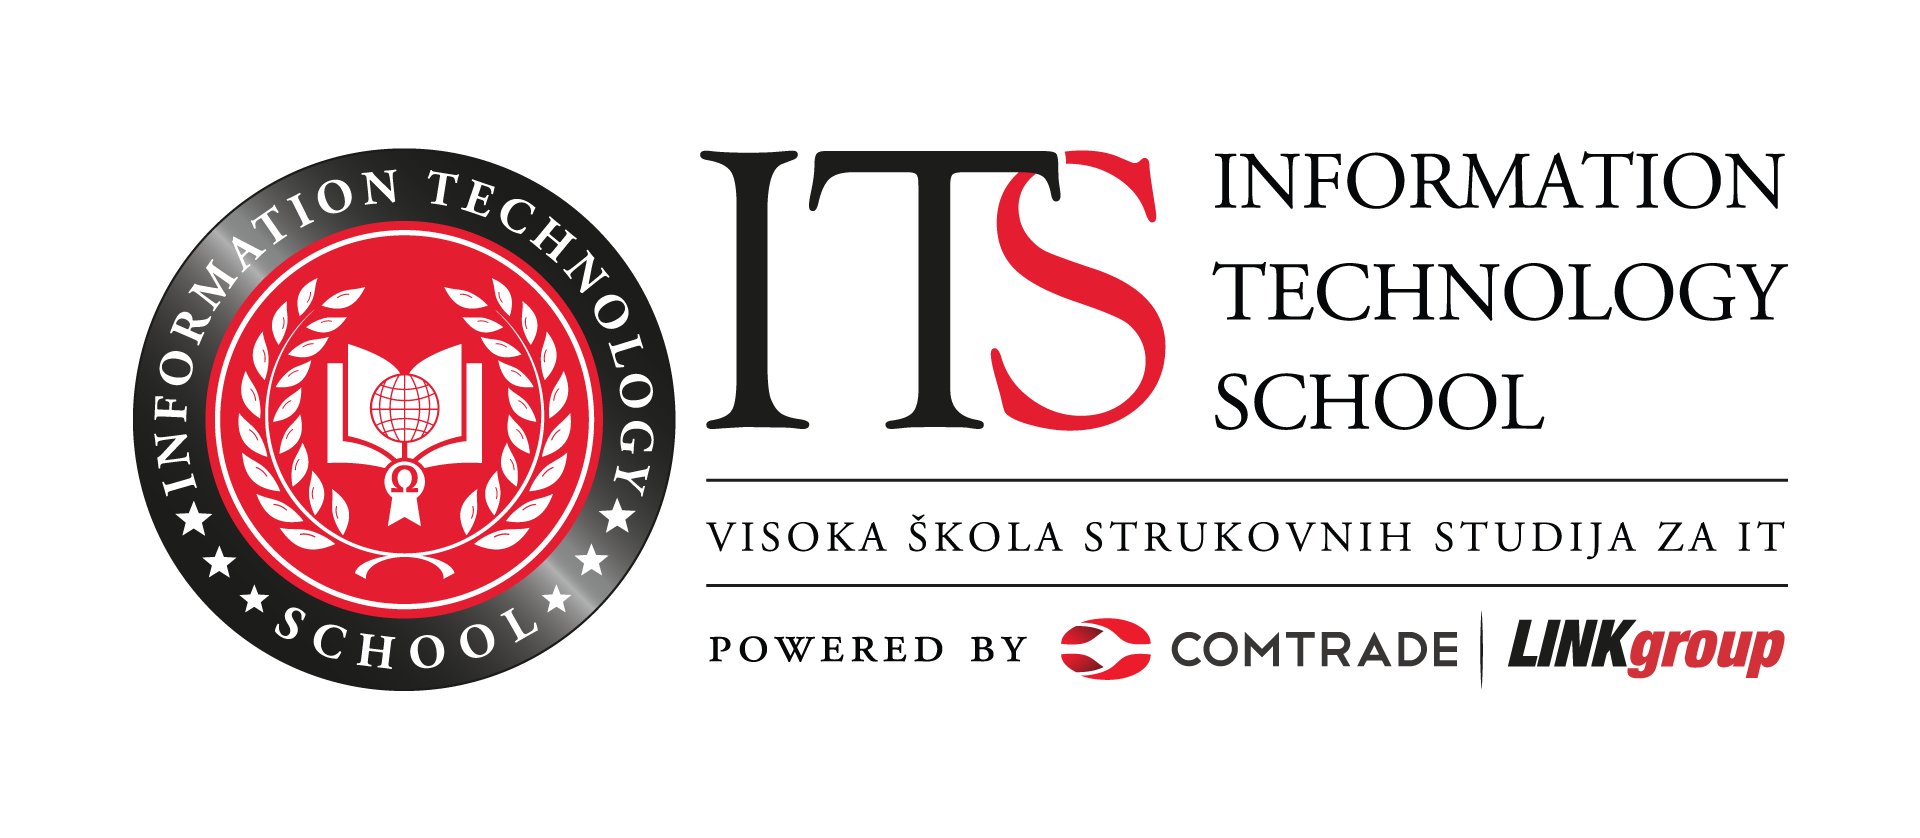 INFORMATION TECHNOLOGY
SCHOOL
Ω
ITS
INFORMATION
TECHNOLOGY
SCHOOL
VISOKA ŠKOLA STRUKOVNIH STUDIJA ZA IT
POWERED BY COMTRADE LINKgroup